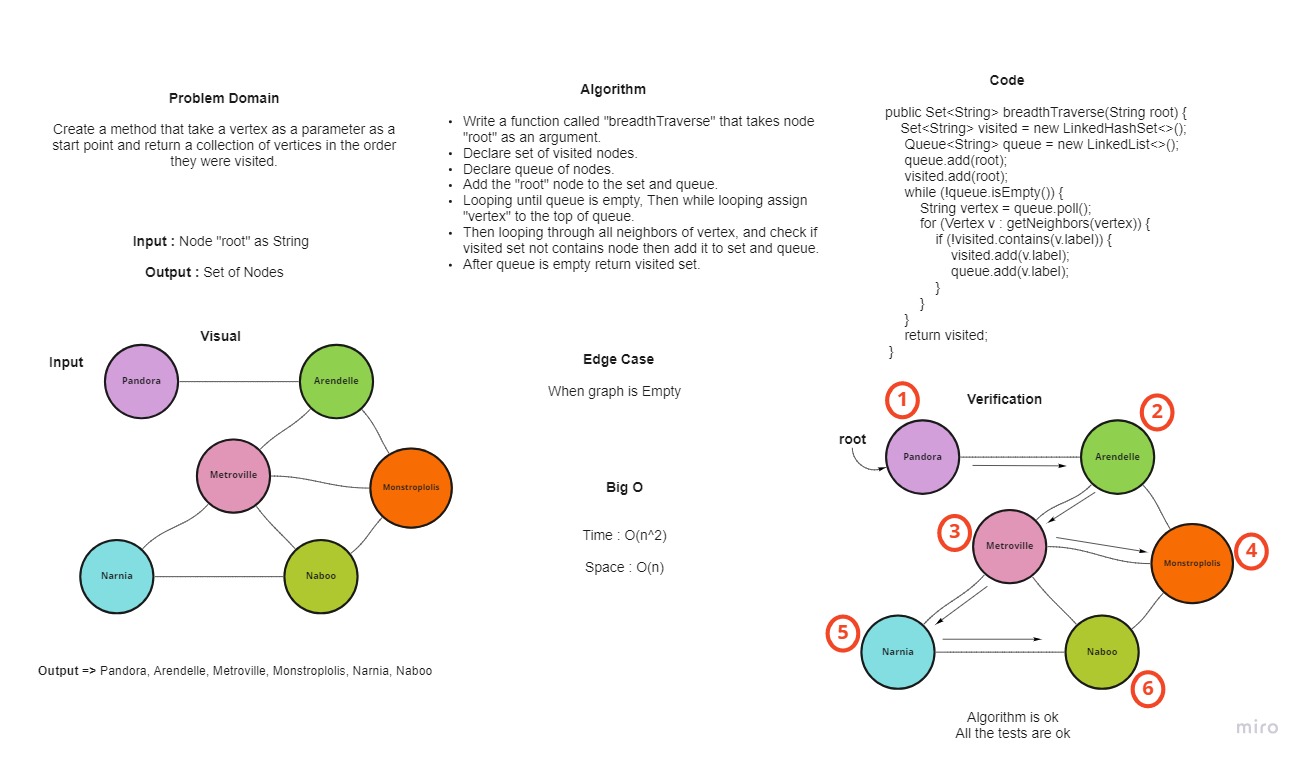 Problem Domain
Create a method that take a vertex as a parameter as a
start point and return a collection of vertices in the order
they were visited.
Input : Node "root" as String
Output : Set of Nodes
Visual
Input
Pandora
Arendelle
Metroville
Monstroplolis
Narnia
Naboo
Output => Pandora, Arendelle, Metroville, Monstroplolis, Narnia, Naboo
Algorithm
• Write a function called "breadthTraverse" that takes node
"root" as an argument.
• Declare set of visited nodes.
• Declare queue of nodes.
• Add the "root" node to the set and queue.
• Looping until queue is empty, Then while looping assign
"vertex" to the top of queue.
• Then looping through all neighbors of vertex, and check if
visited set not contains node then add it to set and queue.
• After queue is empty return visited set.
Edge Case
When graph is Empty
Big O
Time : O(n^2)
Space : O(n)
Code
public Set<String> breadthTraverse(String root) {
Set<String> visited = new LinkedHashSet<>();
Queue<String> queue = new LinkedList<>();
queue.add(root);
visited.add(root);
while (!queue.isEmpty()) {
String vertex = queue.poll();
for (Vertex v : getNeighbors(vertex)) {
if (!visited.contains(v.label)) {
visited.add(v.label);
queue.add(v.label);
}
}
}
return visited;
}
Verification
root
1
Pandora
2
Arendelle
3
Metroville
4
Monstroplolis
5
Narnia
Naboo
6
Algorithm is ok
All the tests are ok
miro